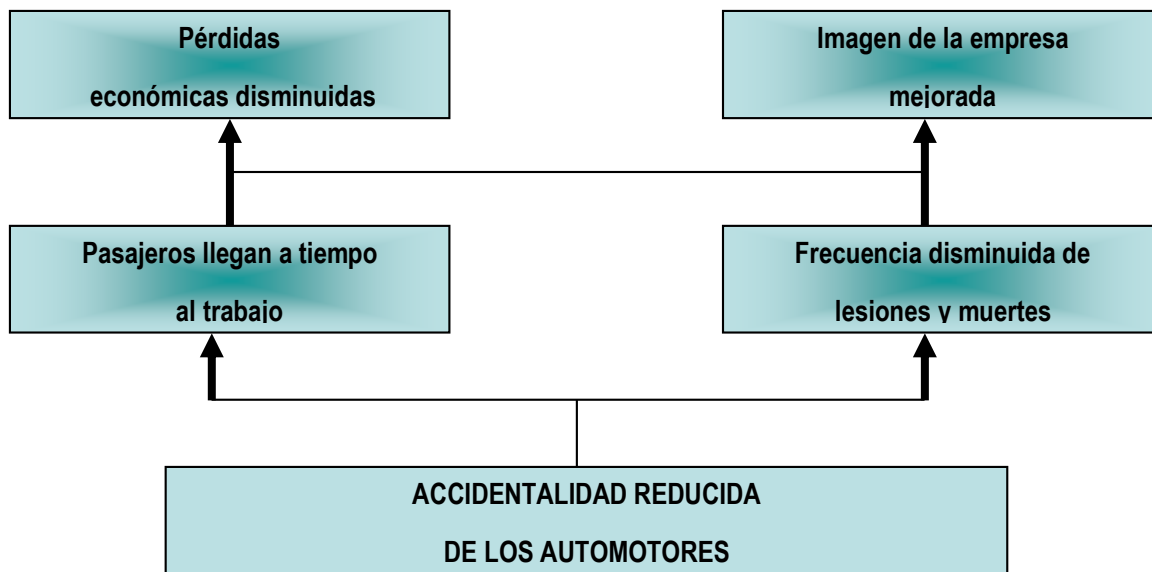 Pérdidas
económicas disminuidas
Imagen de la empresa
mejorada
Pasajeros llegan a tiempo
al trabajo
Frecuencia disminuida de
lesiones y muertes
ACCIDENTALIDAD REDUCIDA
DE LOS AUTOMOTORES